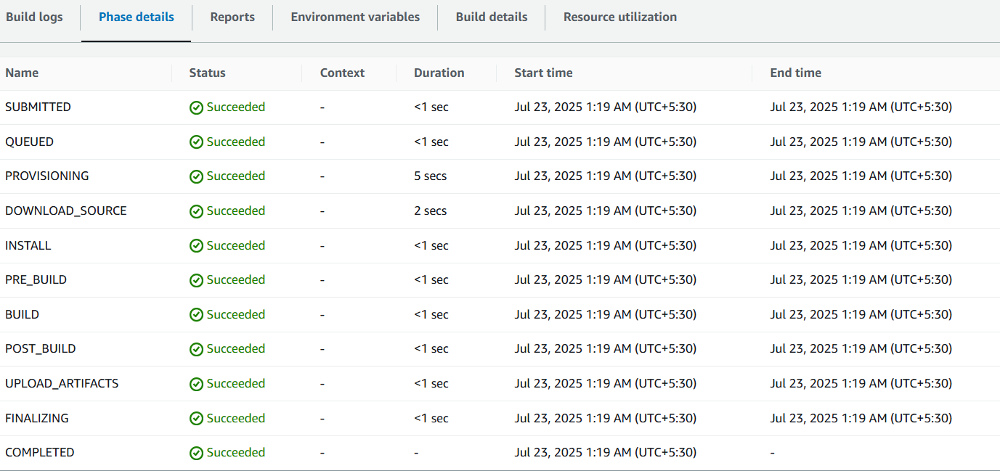 Build logs Phase details Reports Environment variables Build details Resource utilization
Name Status Context Duration Start time End time
SUBMITTED Succeeded - <1 sec Jul 23, 2025 1:19 AM (UTC+5:30) Jul 23, 2025 1:19 AM (UTC+5:30)
QUEUED Succeeded - <1 sec Jul 23, 2025 1:19 AM (UTC+5:30) Jul 23, 2025 1:19 AM (UTC+5:30)
PROVISIONING Succeeded - 5 secs Jul 23, 2025 1:19 AM (UTC+5:30) Jul 23, 2025 1:19 AM (UTC+5:30)
DOWNLOAD_SOURCE Succeeded - 2 secs Jul 23, 2025 1:19 AM (UTC+5:30) Jul 23, 2025 1:19 AM (UTC+5:30)
INSTALL Succeeded - <1 sec Jul 23, 2025 1:19 AM (UTC+5:30) Jul 23, 2025 1:19 AM (UTC+5:30)
PRE_BUILD Succeeded - <1 sec Jul 23, 2025 1:19 AM (UTC+5:30) Jul 23, 2025 1:19 AM (UTC+5:30)
BUILD Succeeded - <1 sec Jul 23, 2025 1:19 AM (UTC+5:30) Jul 23, 2025 1:19 AM (UTC+5:30)
POST_BUILD Succeeded - <1 sec Jul 23, 2025 1:19 AM (UTC+5:30) Jul 23, 2025 1:19 AM (UTC+5:30)
UPLOAD_ARTIFACTS Succeeded - <1 sec Jul 23, 2025 1:19 AM (UTC+5:30) Jul 23, 2025 1:19 AM (UTC+5:30)
FINALIZING Succeeded - <1 sec Jul 23, 2025 1:19 AM (UTC+5:30) Jul 23, 2025 1:19 AM (UTC+5:30)
COMPLETED Succeeded - - Jul 23, 2025 1:19 AM (UTC+5:30) -